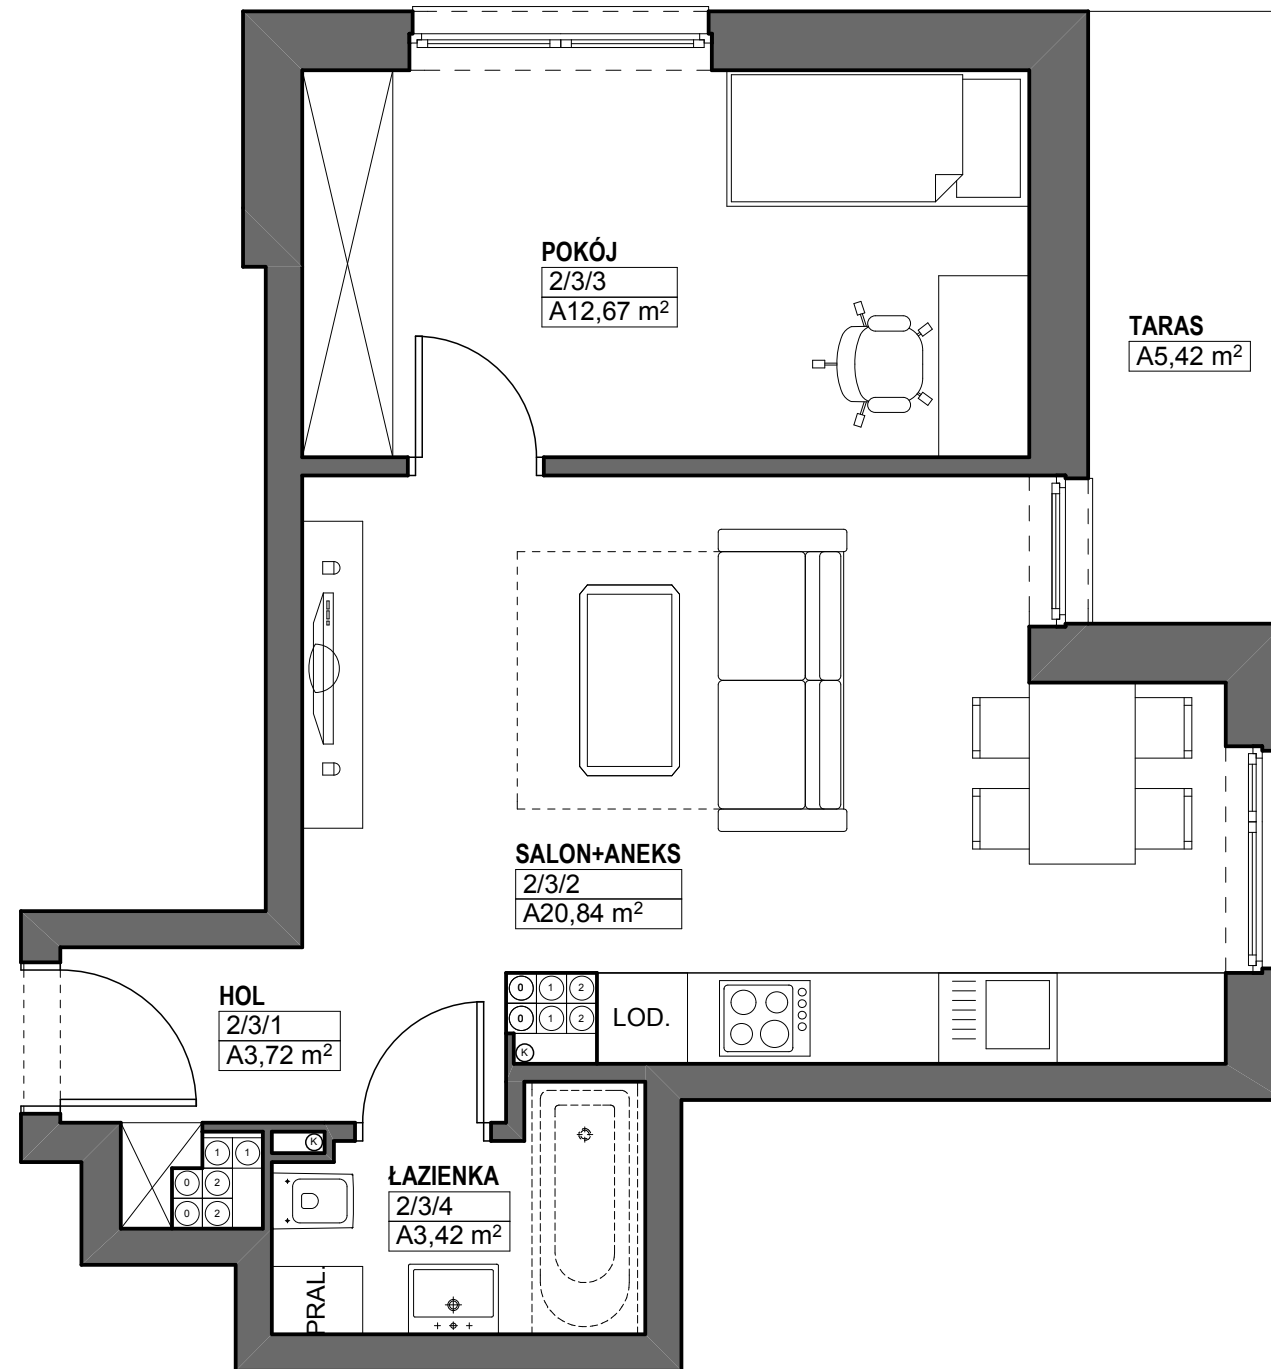 POKÓJ
2/3/3
A12,67 m²
TARAS
A5,42 m²
SALON+ANEKS
2/3/2
A20,84 m²
HOL
2/3/1
A3,72 m²
0 1 2
0 1 2
K
LOD.
1 1
0 2
0 2
K
ŁAZIENKA
2/3/4
A3,42 m²
PRAL.